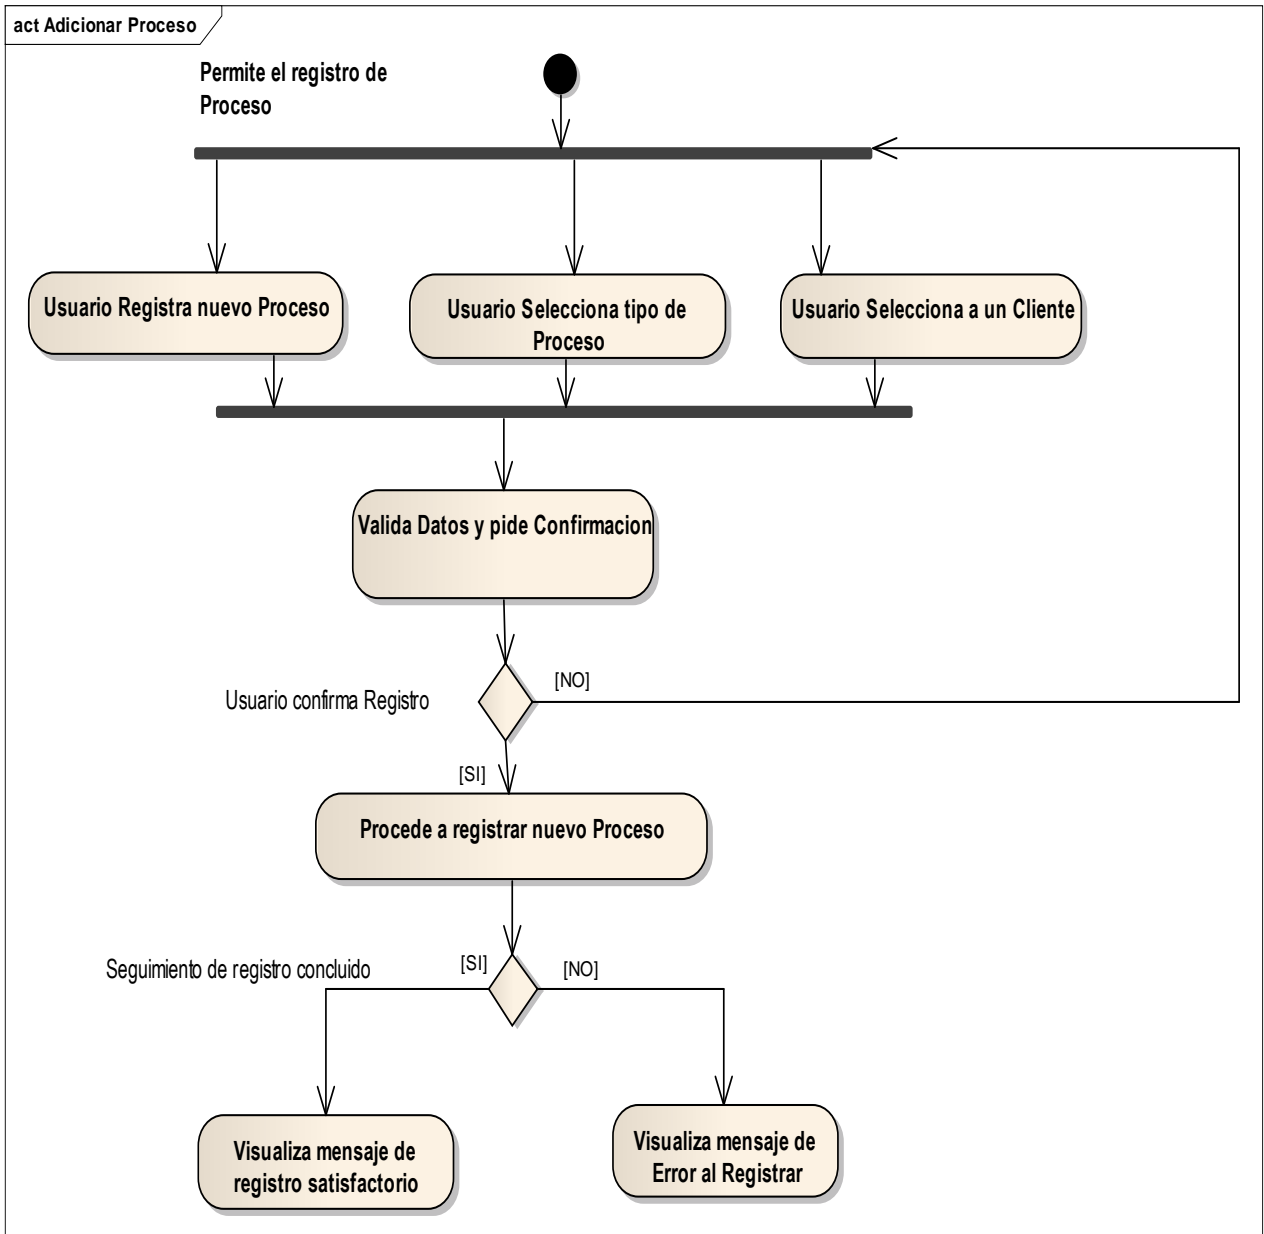 act Adicionar Proceso
Permite el registro de
Proceso
Usuario Registra nuevo Proceso
Usuario Selecciona tipo de
Proceso
Usuario Selecciona a un Cliente
Valida Datos y pide Confirmacion
[NO]
Usuario confirma Registro
[SI]
Procede a registrar nuevo Proceso
Seguimiento de registro concluido
[SI]
[NO]
Visualiza mensaje de
registro satisfactorio
Visualiza mensaje de
Error al Registrar